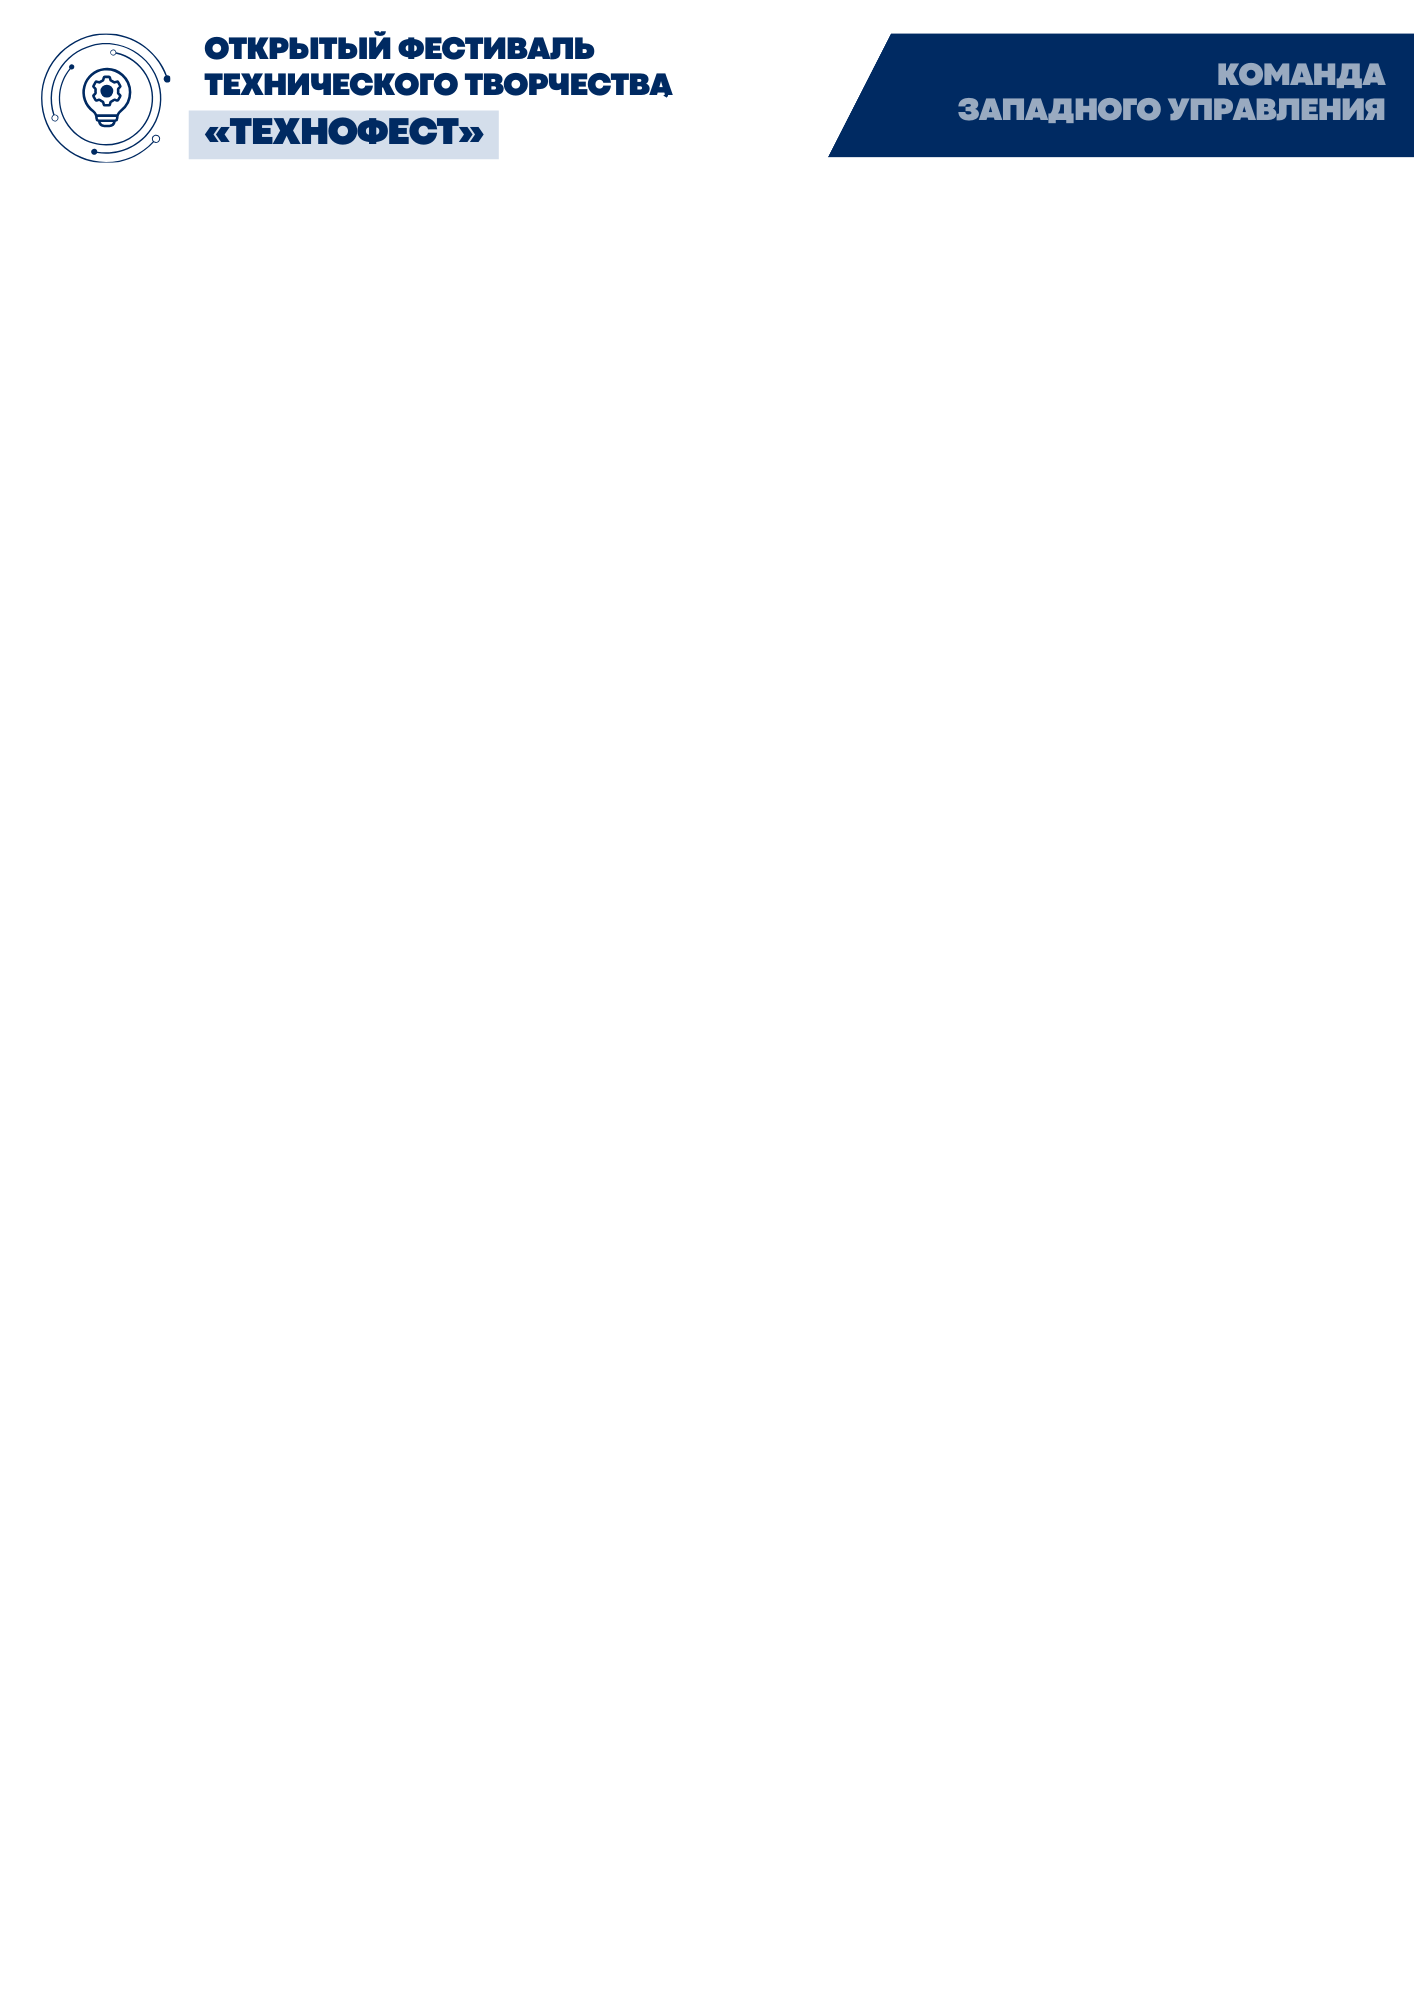 ОТКРЫТЫЙ ФЕСТИВАЛЬ
ТЕХНИЧЕСКОГО ТВОРЧЕСТВА
«ТЕХНОФЕСТ»
КОМАНДА
ЗАПАДНОГО УПРАВЛЕНИЯ